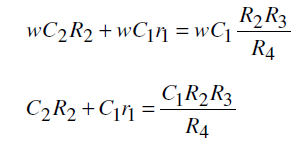 wC₂R₂ + wC₁r₁ = wC₁ R₂R₃/R₄
C₂R₂ + C₁r₁ = C₁R₂R₃/R₄